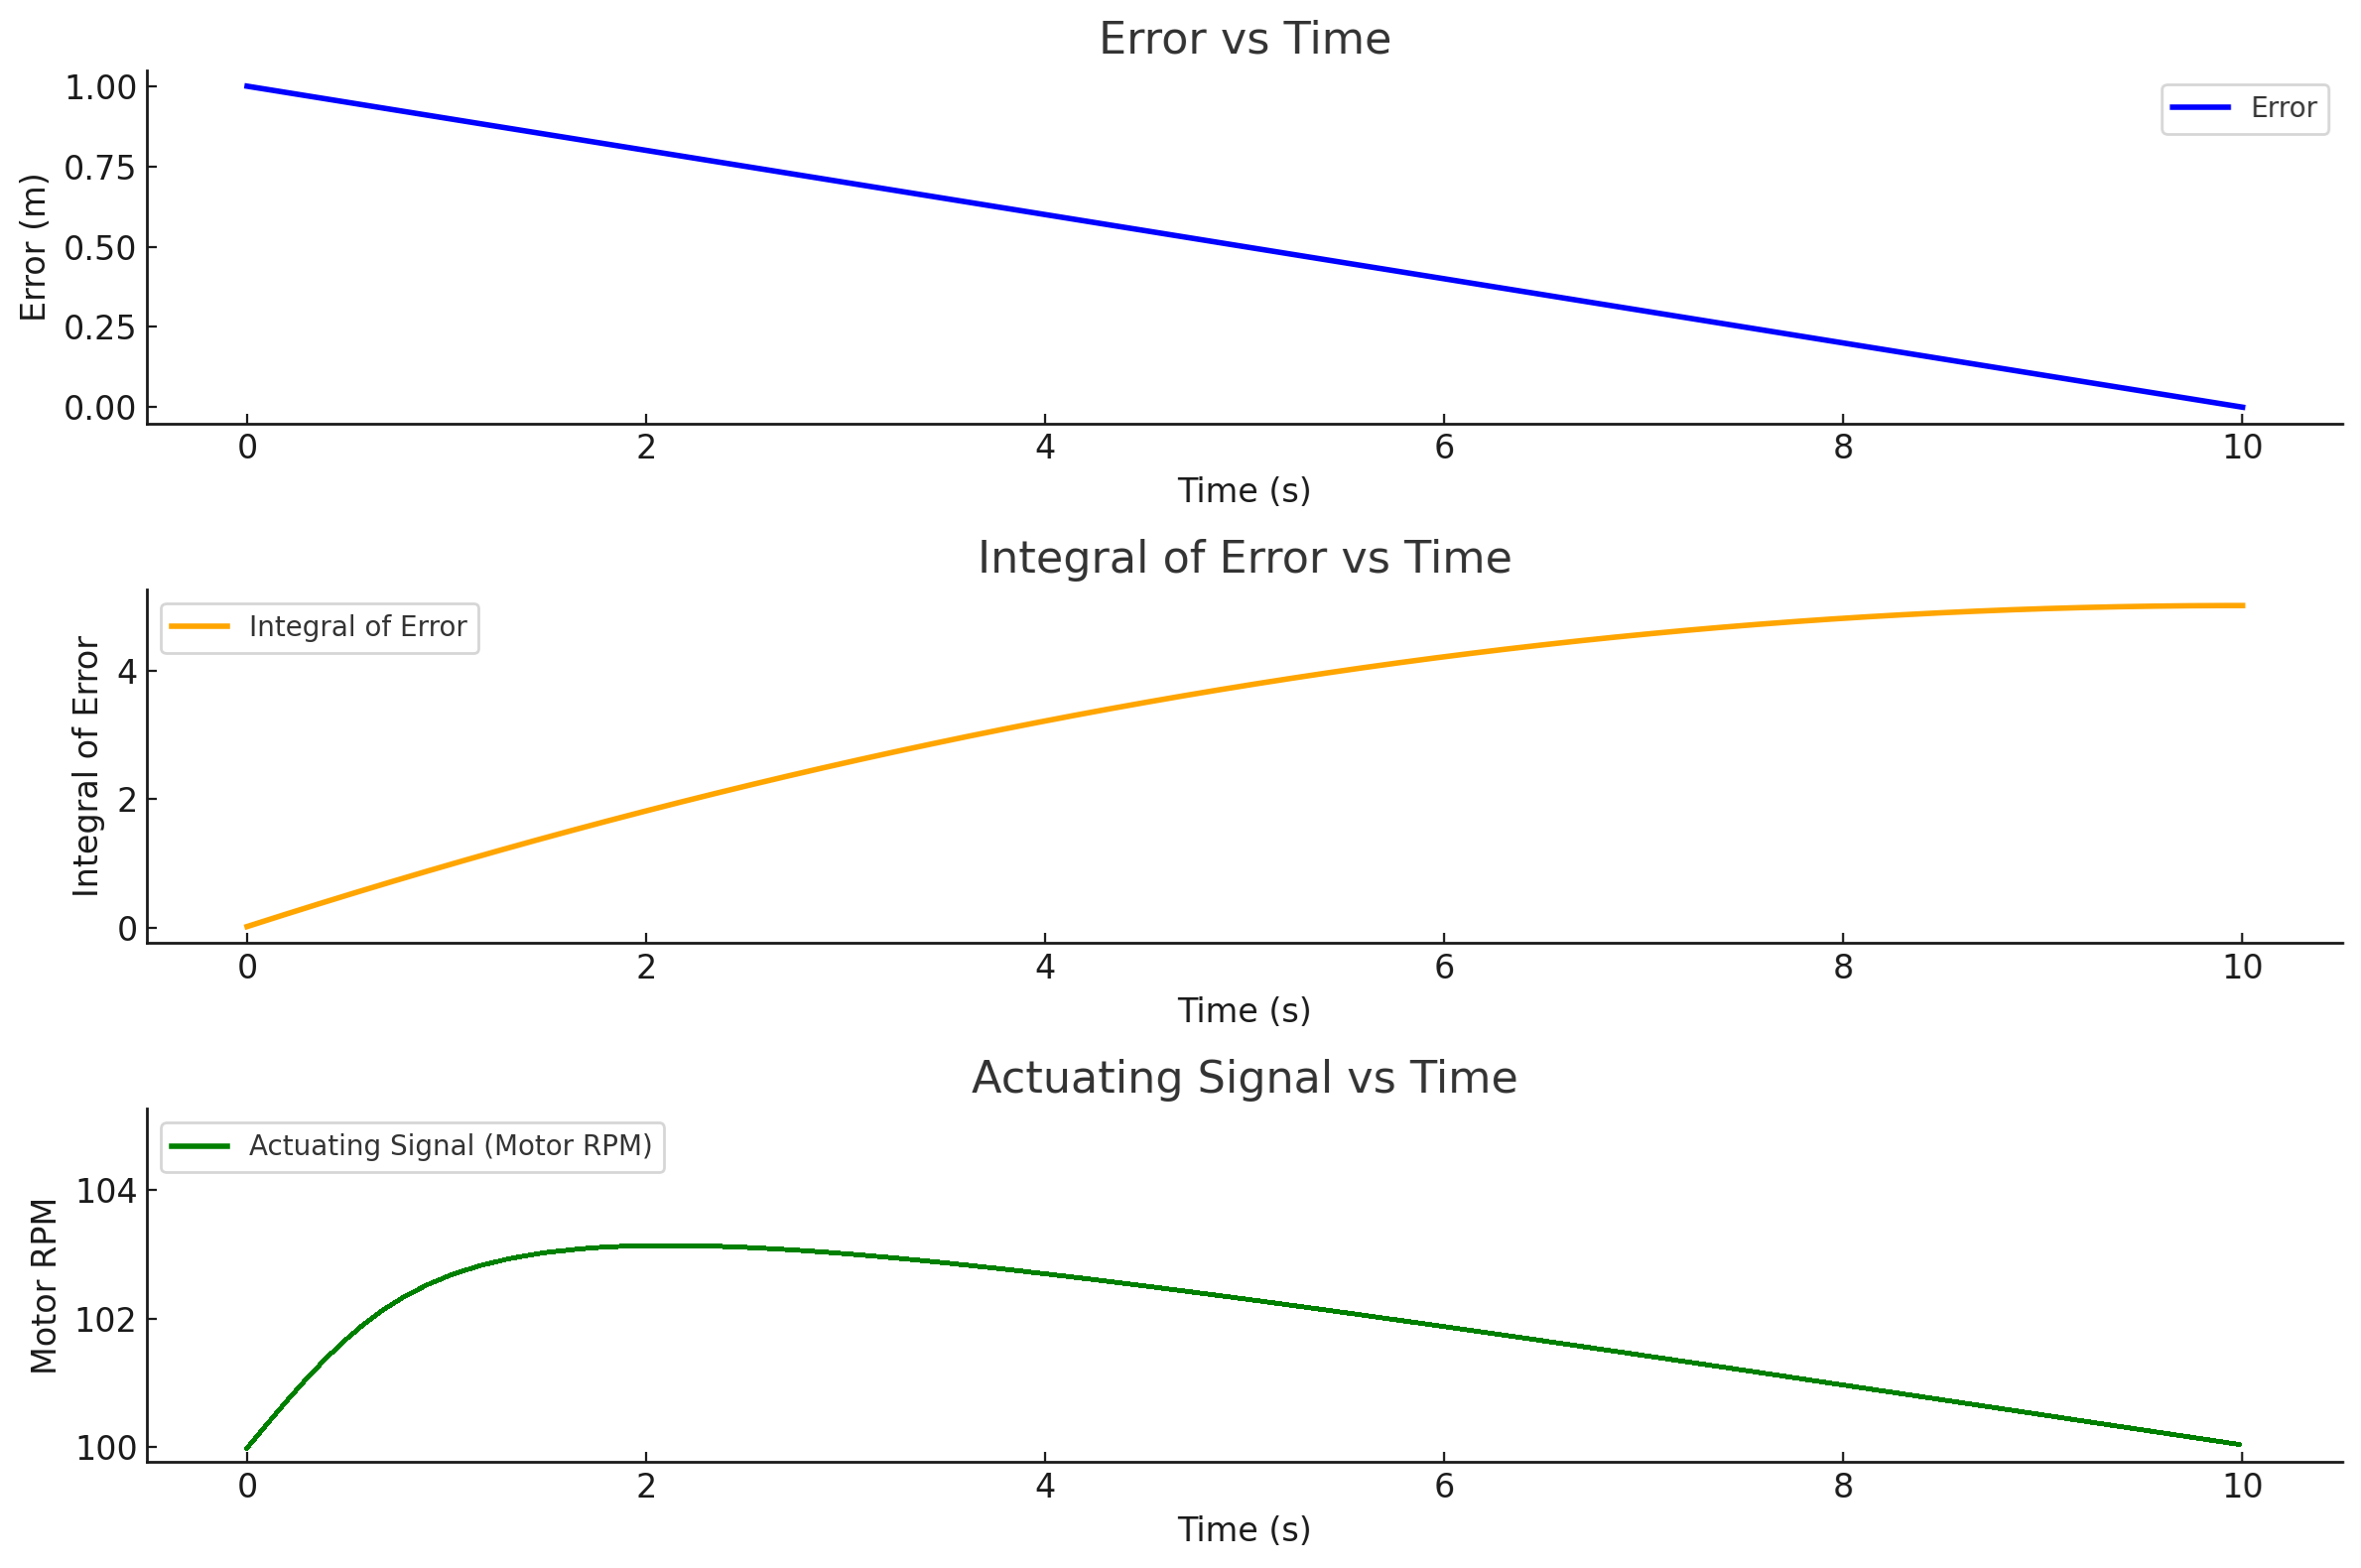 Error vs Time
Error
Error (m)
1.00
0.75
0.50
0.25
0.00
0 2 4 6 8 10
Time (s)
Integral of Error vs Time
Integral of Error
Integral of Error
4
2
0
0 2 4 6 8 10
Time (s)
Actuating Signal vs Time
Actuating Signal (Motor RPM)
Motor RPM
104
102
100
0 2 4 6 8 10
Time (s)